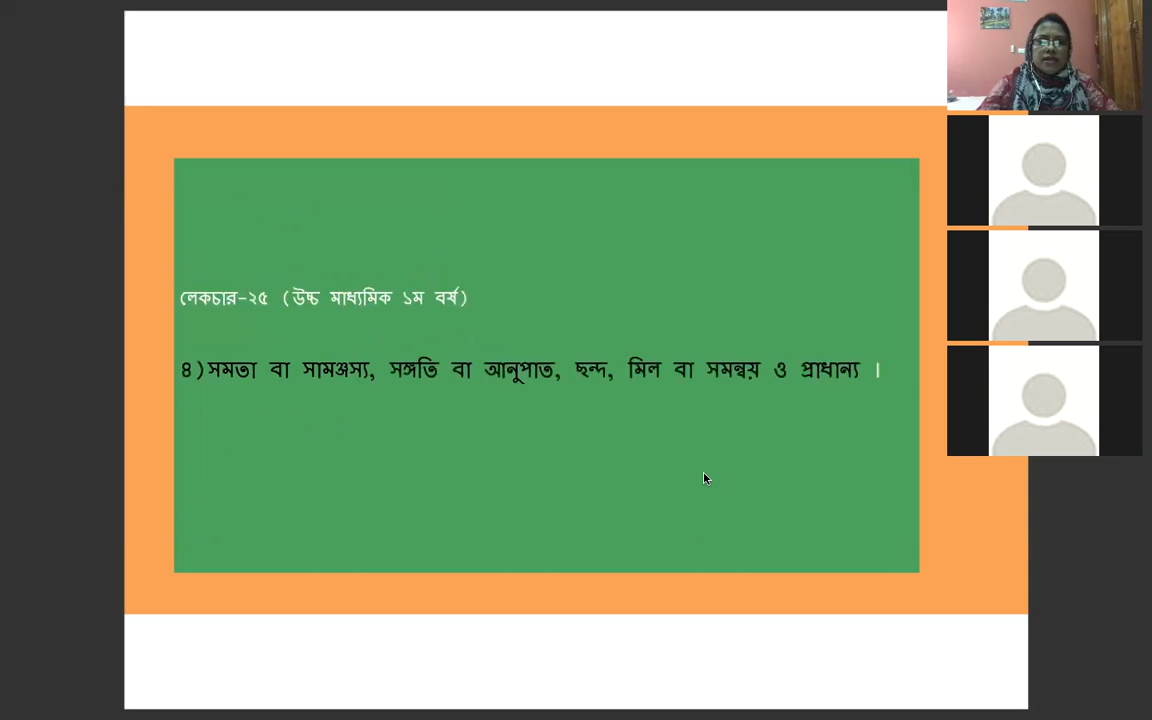 লেকচার-২৫ (উচ্চ মাধ্যমিক ১ম বর্ষ)
৪)সমতা বা সামঞ্জস্য, সঙ্গতি বা আনুপাত, ছন্দ, মিল বা সমন্বয় ও প্রাধান্য ।